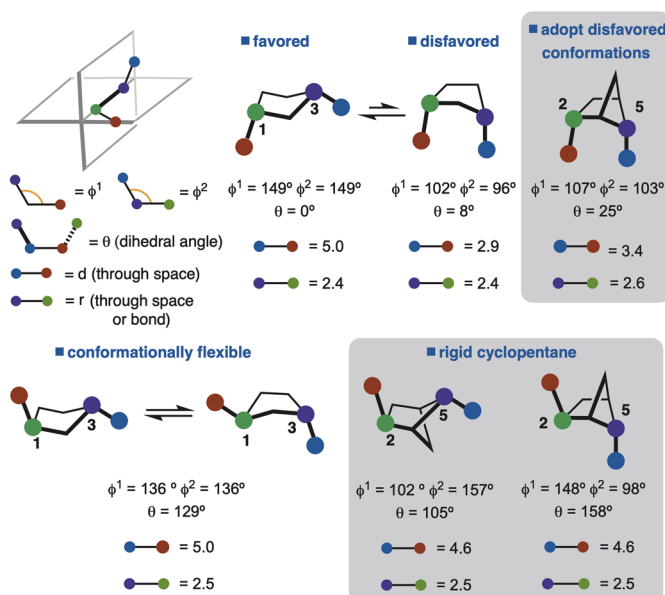 ■ favored
■ disfavored
■ adopt disfavored
conformations
1
3
2
5
ϕ¹ = 149º ϕ² = 149º
θ = 0º
= 5.0
= 2.4
ϕ¹ = 102º ϕ² = 96º
θ = 8º
= 2.9
= 2.4
ϕ¹ = 107º ϕ² = 103º
θ = 25º
= 3.4
= 2.6
= ϕ¹
= ϕ²
= θ (dihedral angle)
= d (through space)
= r (through space
or bond)
■ conformationally flexible
■ rigid cyclopentane
1
3
1
3
2
5
2
5
ϕ¹ = 136 º ϕ² = 136º
θ = 129º
= 5.0
= 2.5
ϕ¹ = 102 º ϕ² = 157º
θ = 105º
= 4.6
= 2.5
ϕ¹ = 148º ϕ² = 98º
θ = 158º
= 4.6
= 2.5